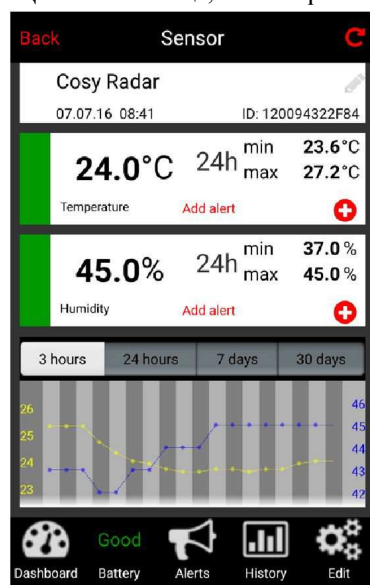 Back Sensor
Cosy Radar
07.07.16 08:41 ID: 120094322F84
24.0°C 24h min 23.6°C
max 27.2°C
Temperature Add alert
45.0% 24h min 37.0 %
max 45.0 %
Humidity Add alert
3 hours 24 hours 7 days 30 days
26 46
25 45
24 44
43
23 42
Good
Dashboard Battery Alerts History Edit